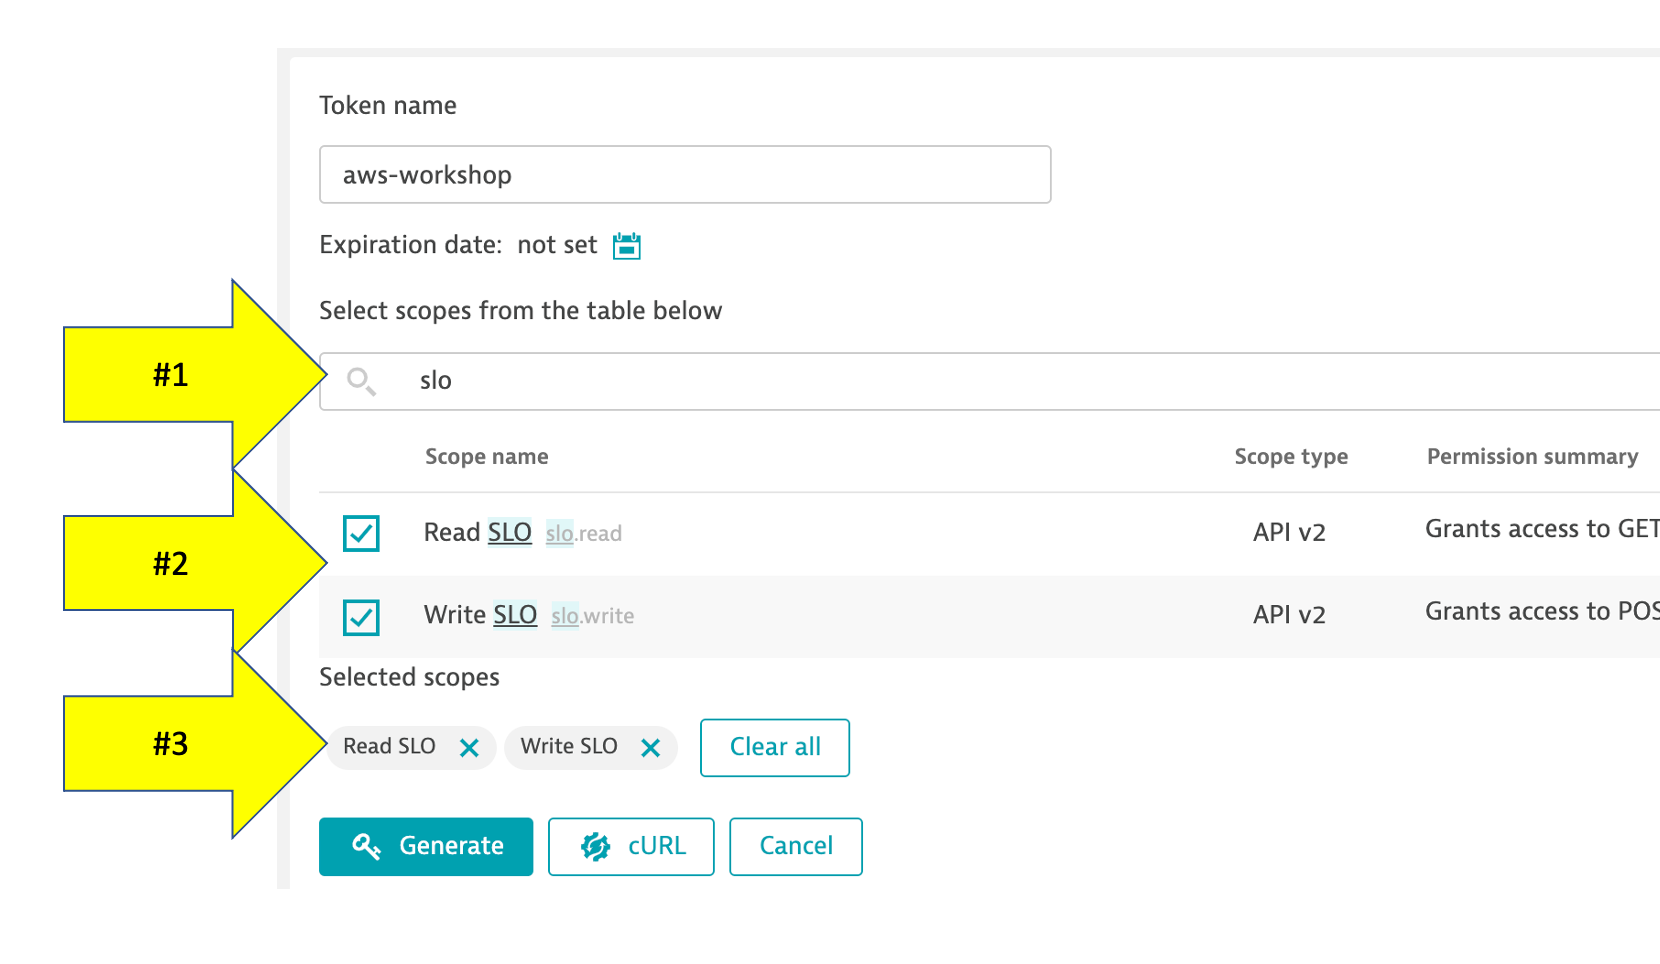 Token name
aws-workshop
Expiration date: not set
Select scopes from the table below
#1
slo
Scope name Scope type Permission summary
#2
Read SLO slo.read API v2 Grants access to GET
Write SLO slo.write API v2 Grants access to POS
Selected scopes
#3
Read SLO Write SLO Clear all
Generate cURL Cancel